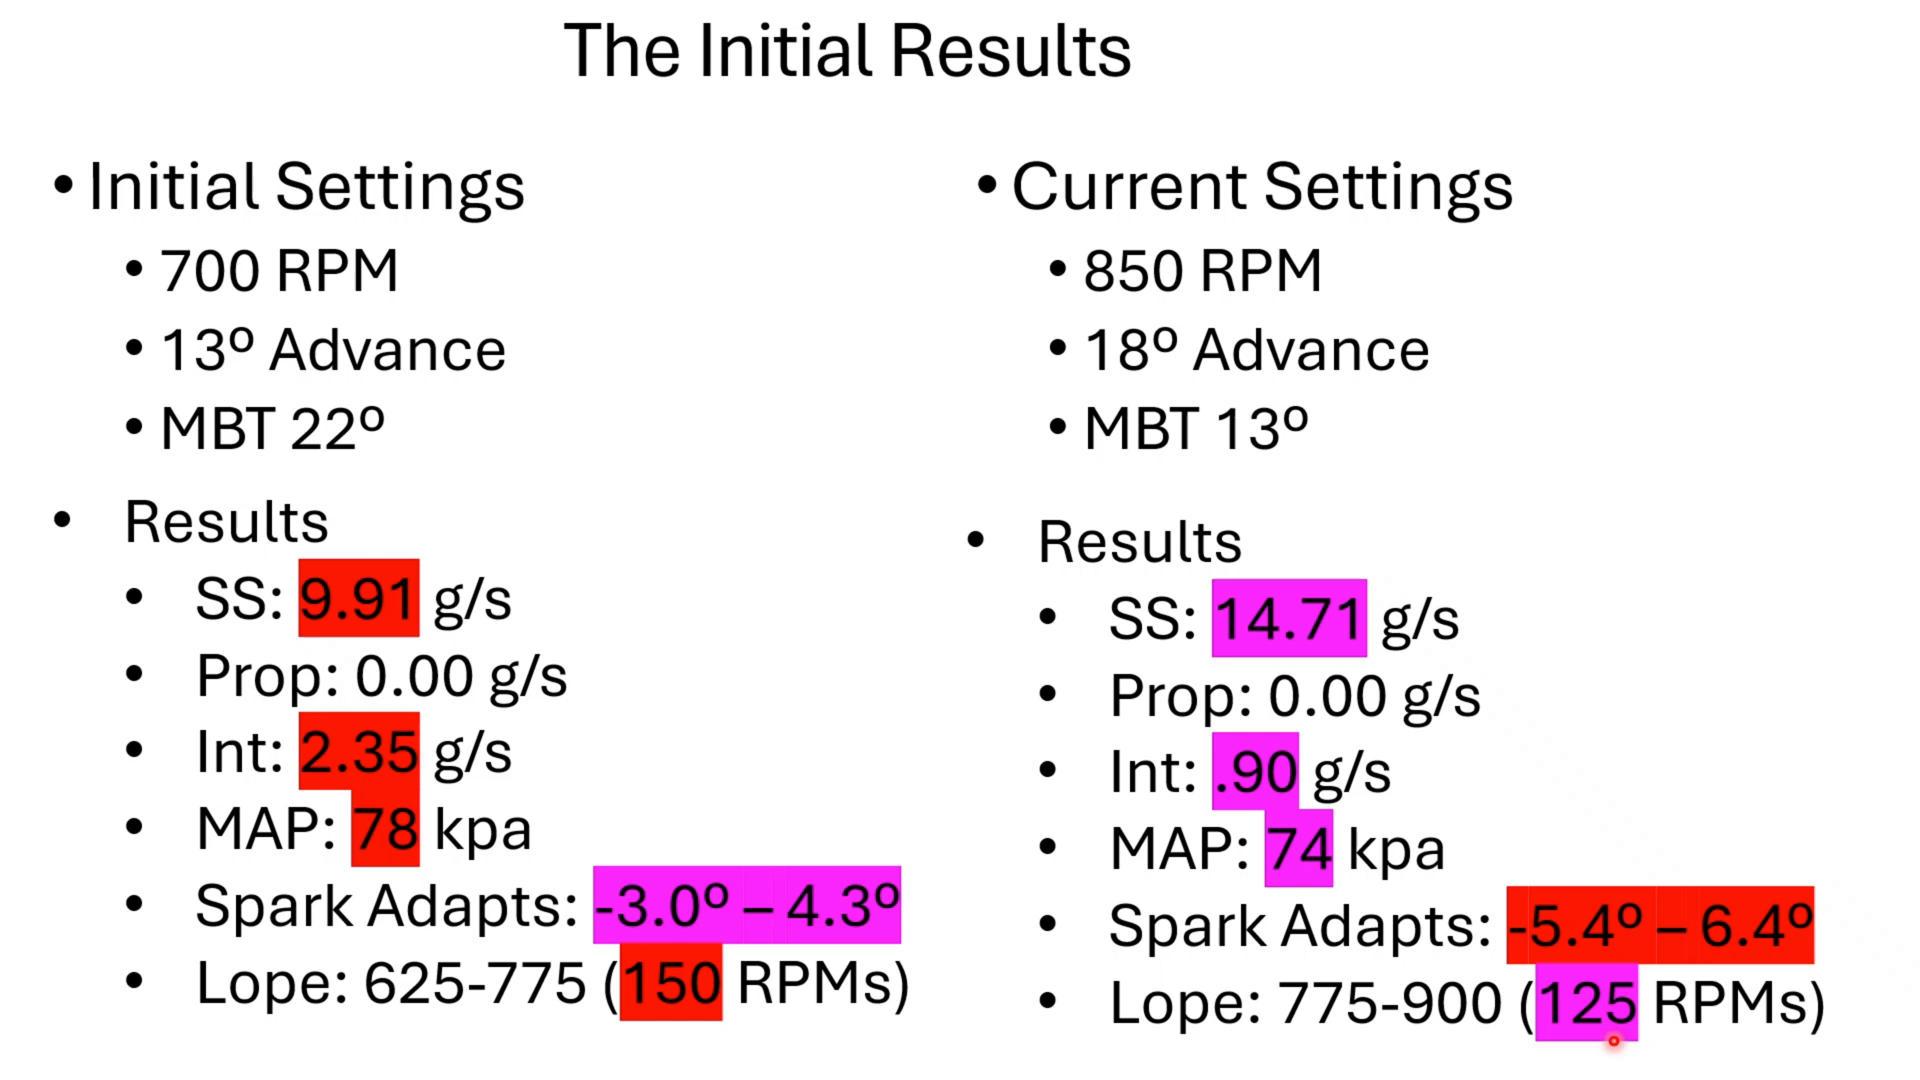 The Initial Results
• Initial Settings
• 700 RPM
• 13º Advance
• MBT 22º
• Results
• SS: 9.91 g/s
• Prop: 0.00 g/s
• Int: 2.35 g/s
• MAP: 78 kpa
• Spark Adapts: -3.0º – 4.3º
• Lope: 625-775 (150 RPMs)
• Current Settings
• 850 RPM
• 18º Advance
• MBT 13º
• Results
• SS: 14.71 g/s
• Prop: 0.00 g/s
• Int: .90 g/s
• MAP: 74 kpa
• Spark Adapts: -5.4º – 6.4º
• Lope: 775-900 (125 RPMs)